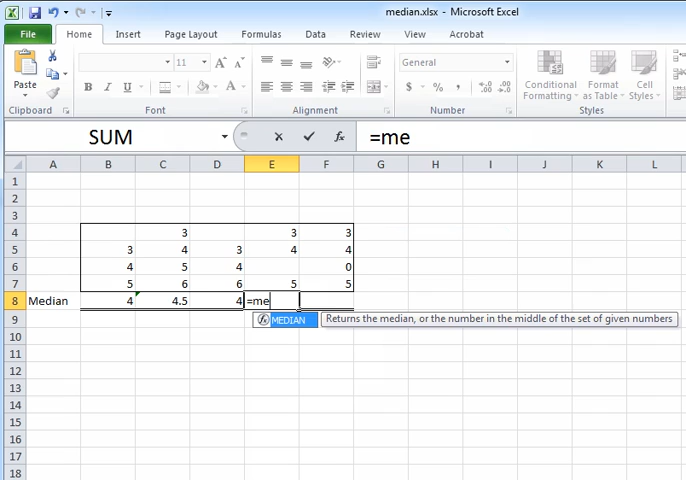 median.xlsx - Microsoft Excel
File Home Insert Page Layout Formulas Data Review View Acrobat
Paste 11 A A General Conditional Formatting Format as Table Cell Styles
B I U A $ % ,
Clipboard Font Alignment Number Styles
SUM fx =me
A B C D E F G H I J K L
1
2
3
4 3 3 3
5 3 4 3 4 4
6 4 5 4 0
7 5 6 6 5 5
8 Median 4 4.5 4 =me
9 fx MEDIAN Returns the median, or the number in the middle of the set of given numbers
10
11
12
13
14
15
16
17
18